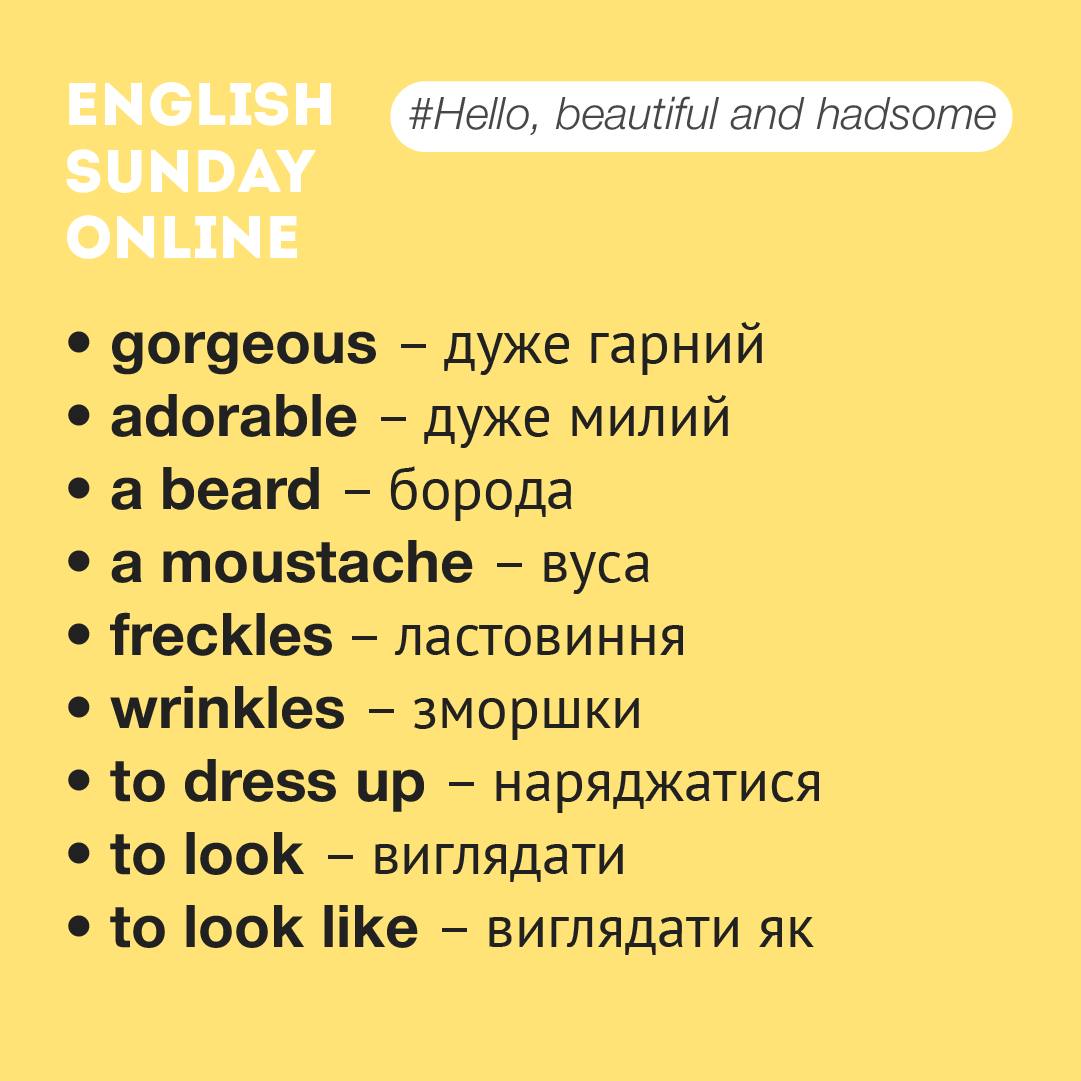 ENGLISH
SUNDAY
ONLINE
#Hello, beautiful and hadsome
• gorgeous – дуже гарний
• adorable – дуже милий
• a beard – борода
• a moustache – вуса
• freckles – ластовиння
• wrinkles – зморшки
• to dress up – наряджатися
• to look – виглядати
• to look like – виглядати як